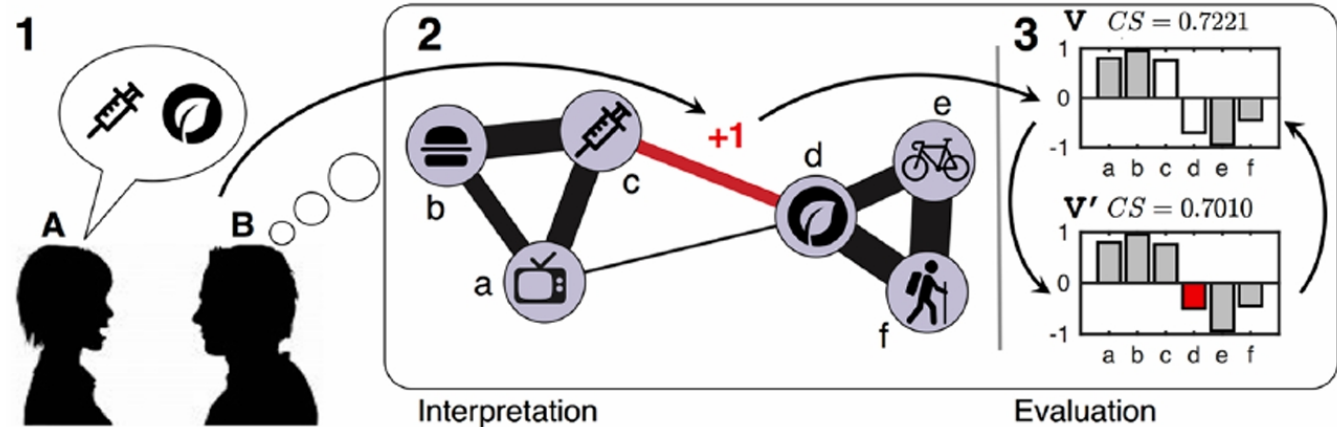 1
A
B
2
b
c
a
+1
d
e
f
Interpretation
3
V CS = 0.7221
1
0
-1
a b c d e f
V′ CS = 0.7010
1
0
-1
a b c d e f
Evaluation